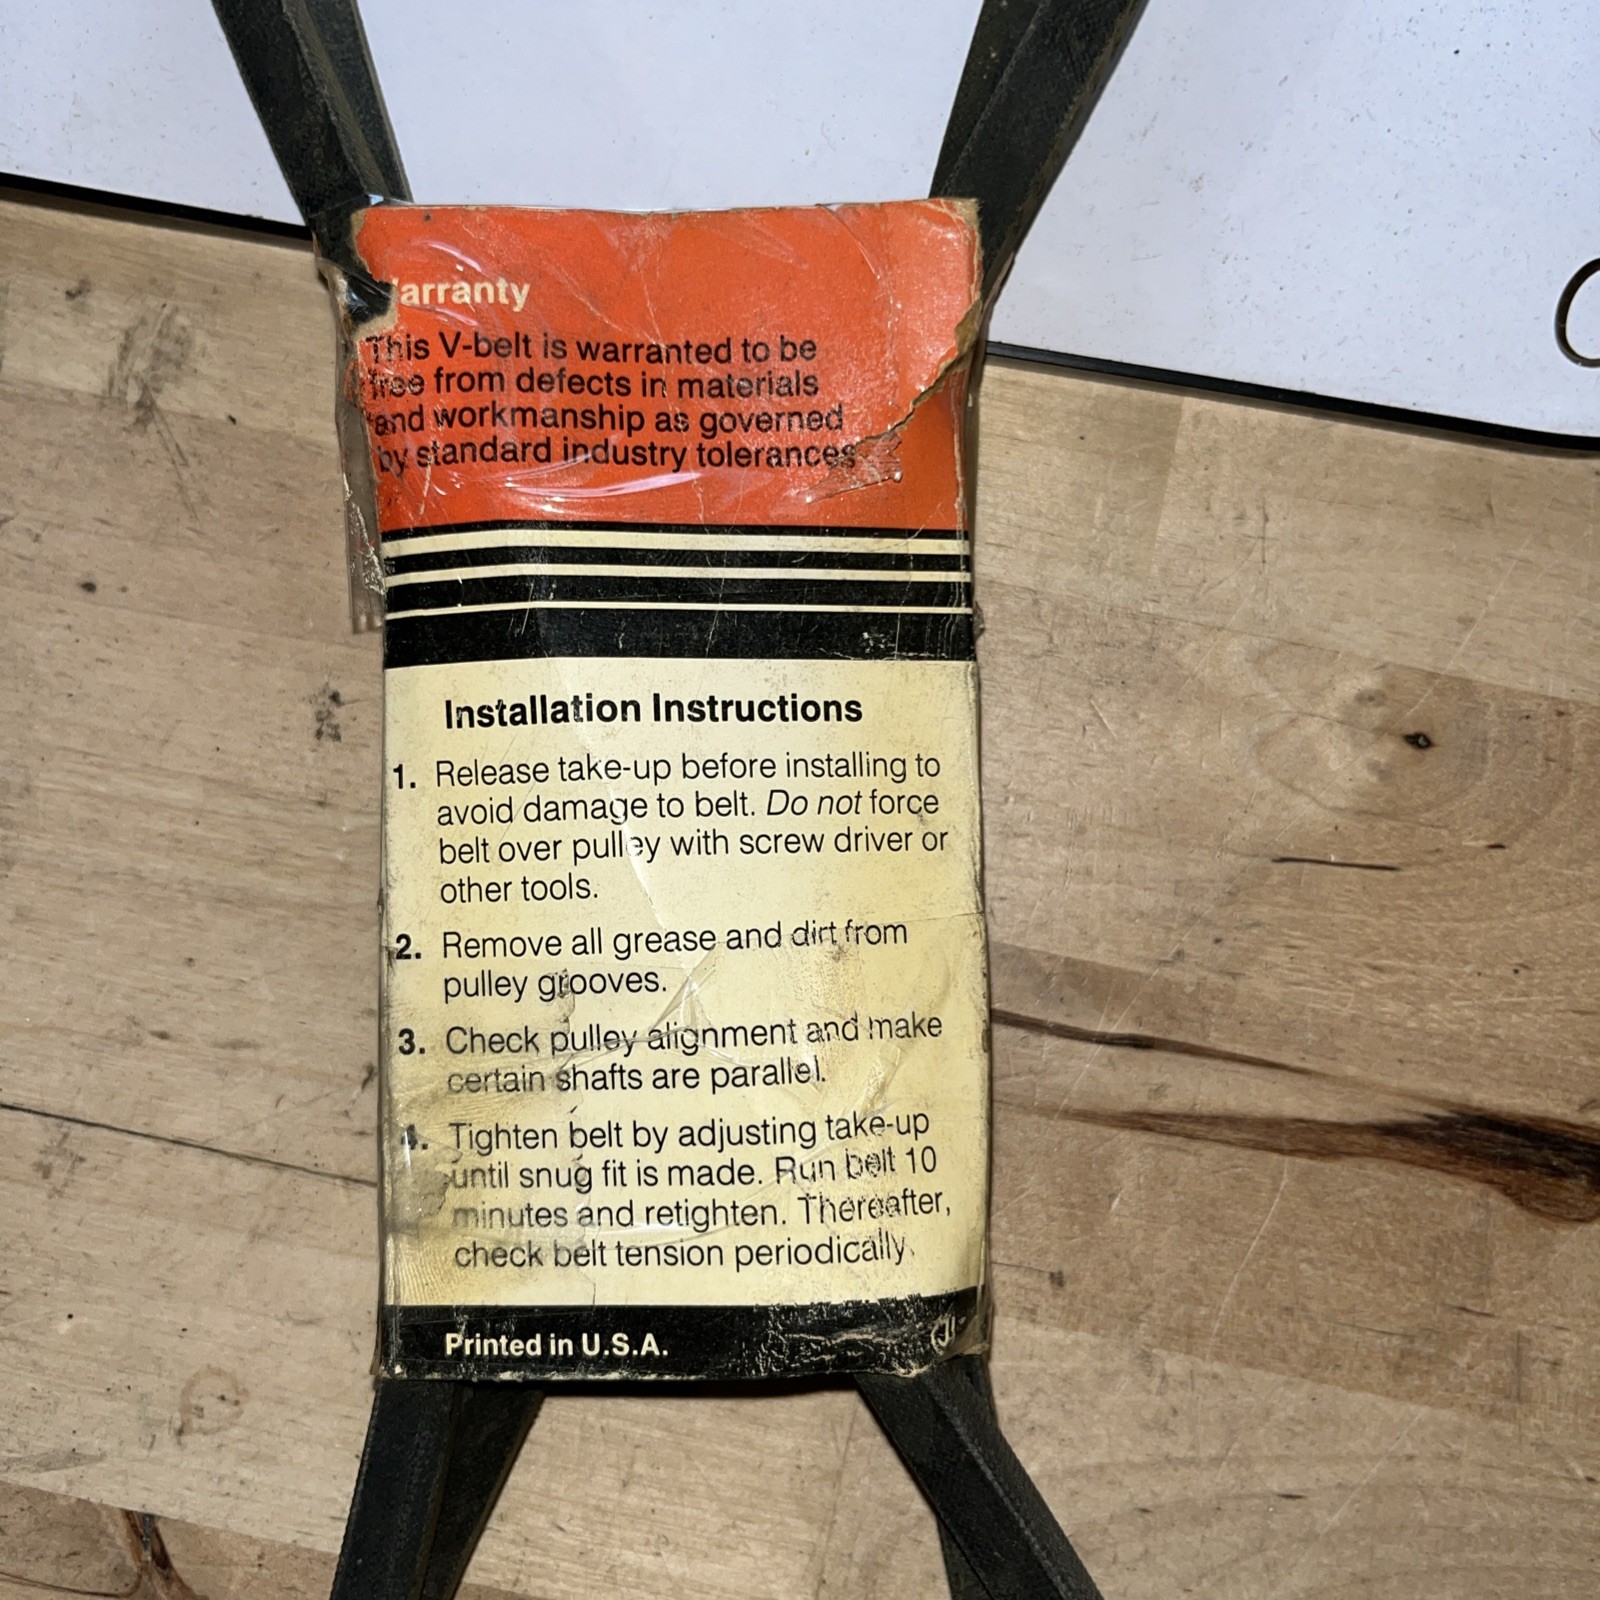 Warranty
This V-belt is warranted to be
free from defects in materials
and workmanship as governed
by standard industry tolerances
Installation Instructions
1. Release take-up before installing to
avoid damage to belt. Do not force
belt over pulley with screw driver or
other tools.
2. Remove all grease and dirt from
pulley grooves.
3. Check pulley alignment and make
certain shafts are parallel.
4. Tighten belt by adjusting take-up
until snug fit is made. Run belt 10
minutes and retighten. Thereafter,
check belt tension periodically.
Printed in U.S.A.